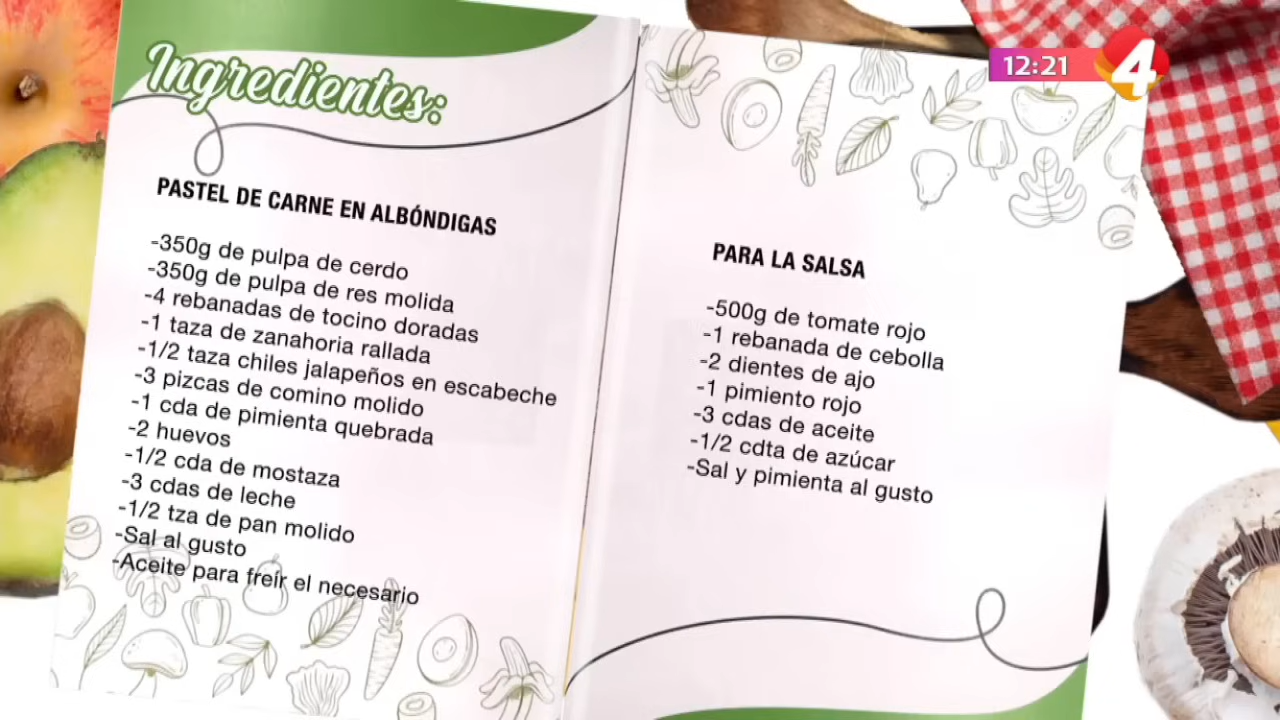 Ingredientes:
PASTEL DE CARNE EN ALBÓNDIGAS
-350g de pulpa de cerdo
-350g de pulpa de res molida
-4 rebanadas de tocino doradas
-1 taza de zanahoria rallada
-1/2 taza chiles jalapeños en escabeche
-3 pizcas de comino molido
-1 cda de pimienta quebrada
-2 huevos
-1/2 cda de mostaza
-3 cdas de leche
-1/2 tza de pan molido
-Sal al gusto
-Aceite para freír el necesario
PARA LA SALSA
-500g de tomate rojo
-1 rebanada de cebolla
-2 dientes de ajo
-1 pimiento rojo
-3 cdas de aceite
-1/2 cdta de azúcar
-Sal y pimienta al gusto
12:21
4